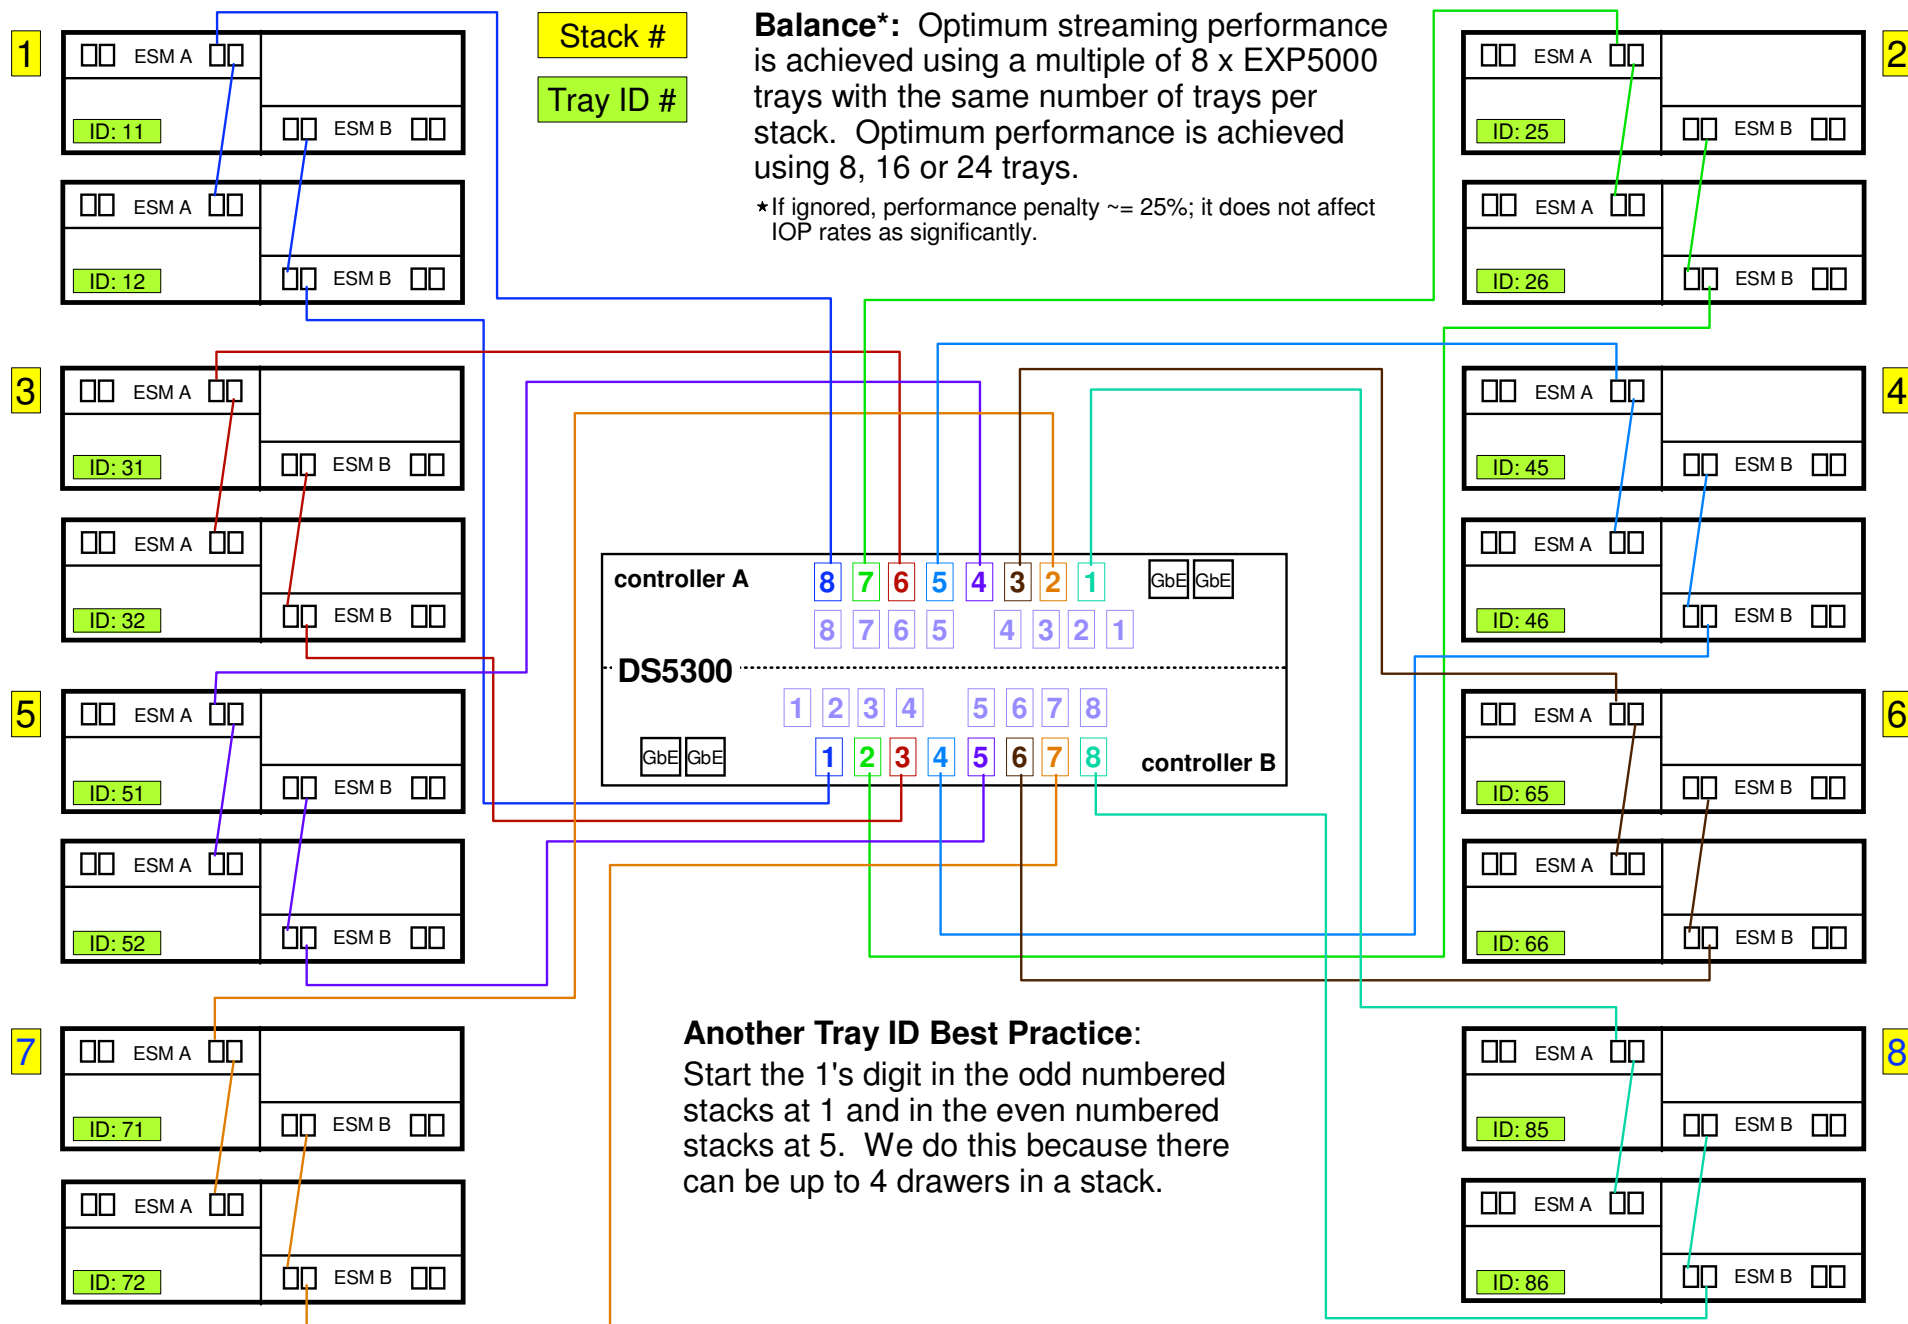 Stack #
Tray ID #
Balance*: Optimum streaming performance
is achieved using a multiple of 8 x EXP5000
trays with the same number of trays per
stack. Optimum performance is achieved
using 8, 16 or 24 trays.
*If ignored, performance penalty ~= 25%; it does not affect
IOP rates as significantly.
1
ESM A
ID: 11
ESM B
ESM A
ID: 12
ESM B
2
ESM A
ID: 25
ESM B
ESM A
ID: 26
ESM B
3
ESM A
ID: 31
ESM B
ESM A
ID: 32
ESM B
4
ESM A
ID: 45
ESM B
ESM A
ID: 46
ESM B
controller A 8 7 6 5 4 3 2 1 GbE GbE
8 7 6 5 4 3 2 1
DS5300
1 2 3 4 5 6 7 8
GbE GbE 1 2 3 4 5 6 7 8 controller B
5
ESM A
ID: 51
ESM B
ESM A
ID: 52
ESM B
6
ESM A
ID: 65
ESM B
ESM A
ID: 66
ESM B
7
ESM A
ID: 71
ESM B
ESM A
ID: 72
ESM B
Another Tray ID Best Practice:
Start the 1's digit in the odd numbered
stacks at 1 and in the even numbered
stacks at 5. We do this because there
can be up to 4 drawers in a stack.
8
ESM A
ID: 85
ESM B
ESM A
ID: 86
ESM B